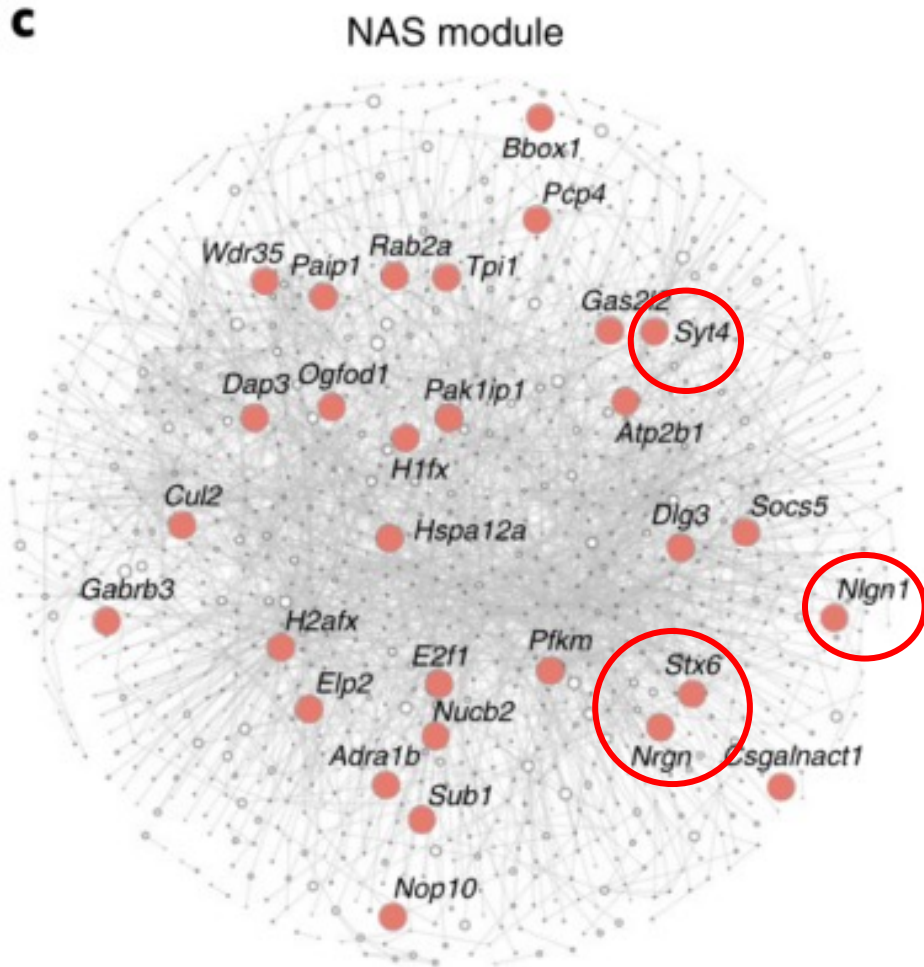 c
NAS module
Bbox1
Pcp4
Wdr35
Paip1
Rab2a
Tpi1
Gas2l2
Syt4
Dap3
Ogfod1
Pak1ip1
Atp2b1
H1fx
Cul2
Hspa12a
Dlg3
Socs5
Gabrb3
Nlgn1
H2afx
E2f1
Pfkm
Stx6
Elp2
Nucb2
Nrgn
Csgalnact1
Adra1b
Sub1
Nop10